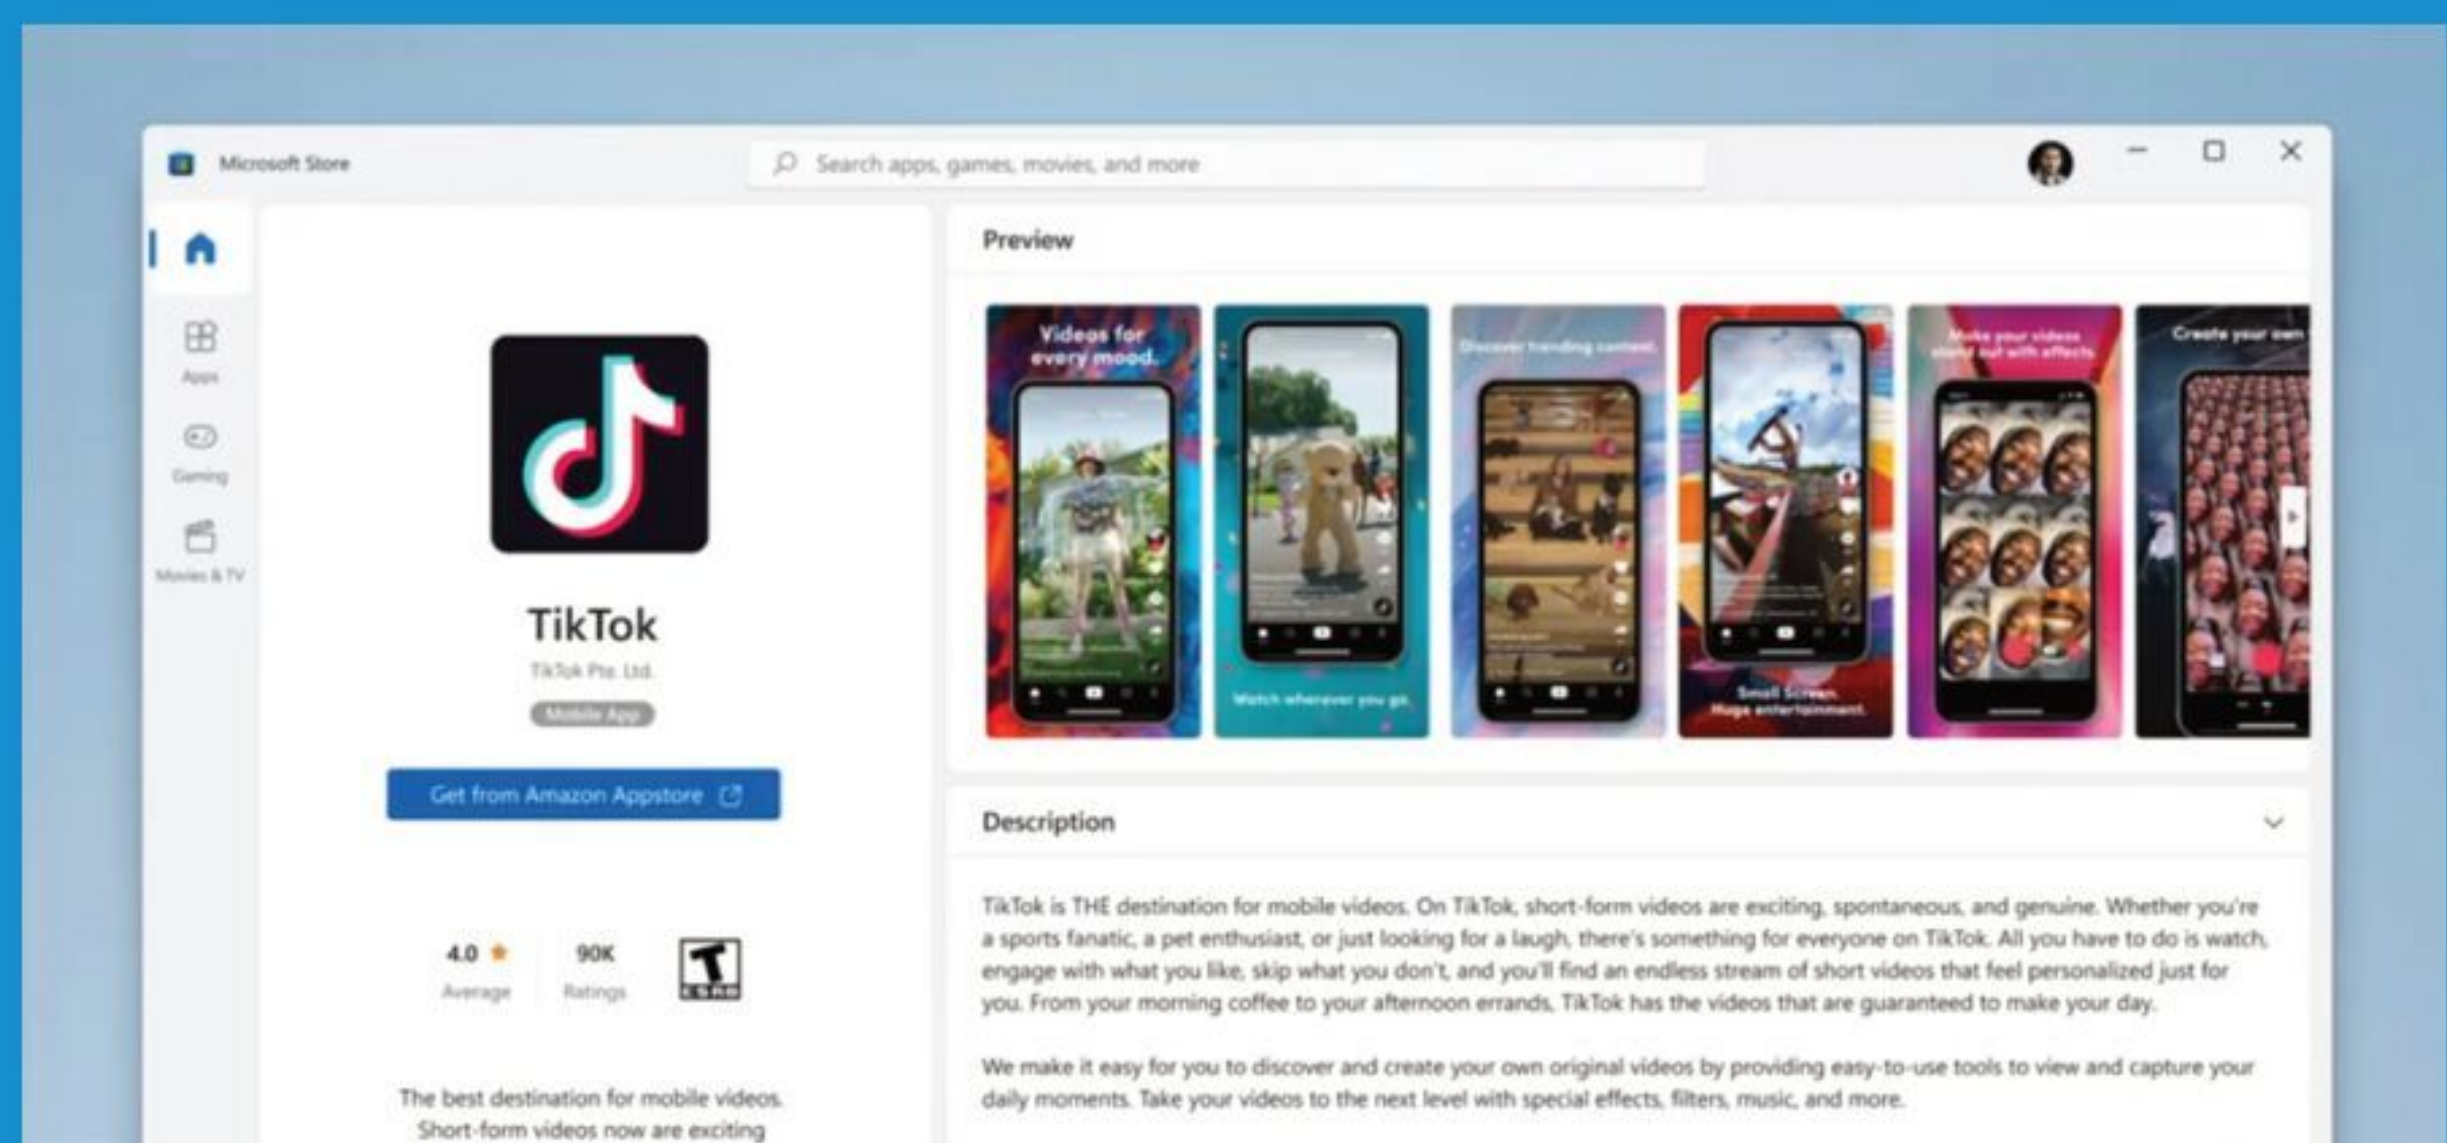 Microsoft Store
Search apps, games, movies, and more
Apps
Gaming
Movies & TV
TikTok
TikTok Pte. Ltd.
Mobile App
Get from Amazon Appstore
4.0
Average
90K
Ratings
T
ESRB
The best destination for mobile videos.
Short-form videos now are exciting
Preview
Videos for
every mood.
Watch wherever you go.
Discover trending content.
Small Screen.
Huge entertainment.
Make your videos
stand out with effects.
Create your own
Description
TikTok is THE destination for mobile videos. On TikTok, short-form videos are exciting, spontaneous, and genuine. Whether you're
a sports fanatic, a pet enthusiast, or just looking for a laugh, there's something for everyone on TikTok. All you have to do is watch,
engage with what you like, skip what you don't, and you'll find an endless stream of short videos that feel personalized just for
you. From your morning coffee to your afternoon errands, TikTok has the videos that are guaranteed to make your day.
We make it easy for you to discover and create your own original videos by providing easy-to-use tools to view and capture your
daily moments. Take your videos to the next level with special effects, filters, music, and more.